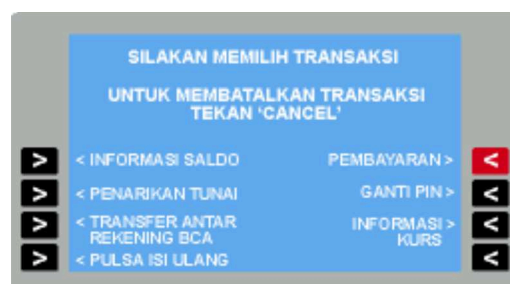 SILAKAN MEMILIH TRANSAKSI
UNTUK MEMBATALKAN TRANSAKSI
TEKAN ‘CANCEL’
< INFORMASI SALDO
PEMBAYARAN >
< PENARIKAN TUNAI
GANTI PIN >
< TRANSFER ANTAR
REKENING BCA
INFORMASI >
KURS
< PULSA ISI ULANG